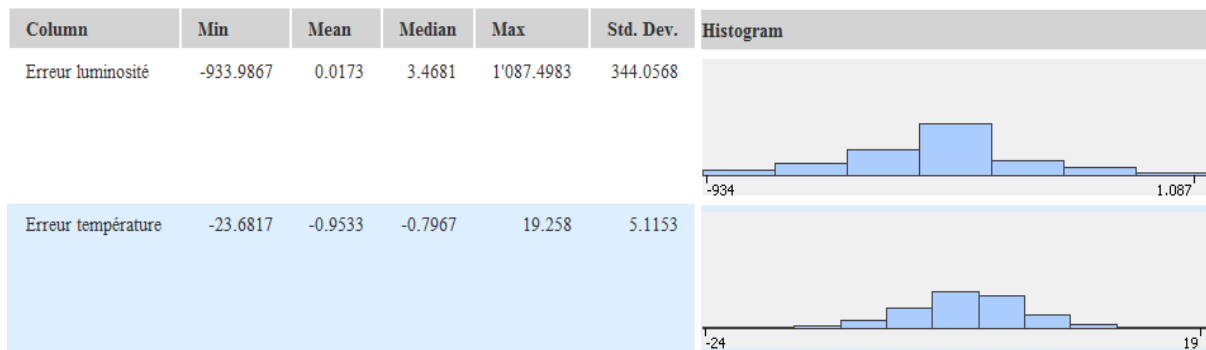 Column Min Mean Median Max Std. Dev. Histogram
Erreur luminosité -933.9867 0.0173 3.4681 1'087.4983 344.0568
-934 1.087
Erreur température -23.6817 -0.9533 -0.7967 19.258 5.1153
-24 19